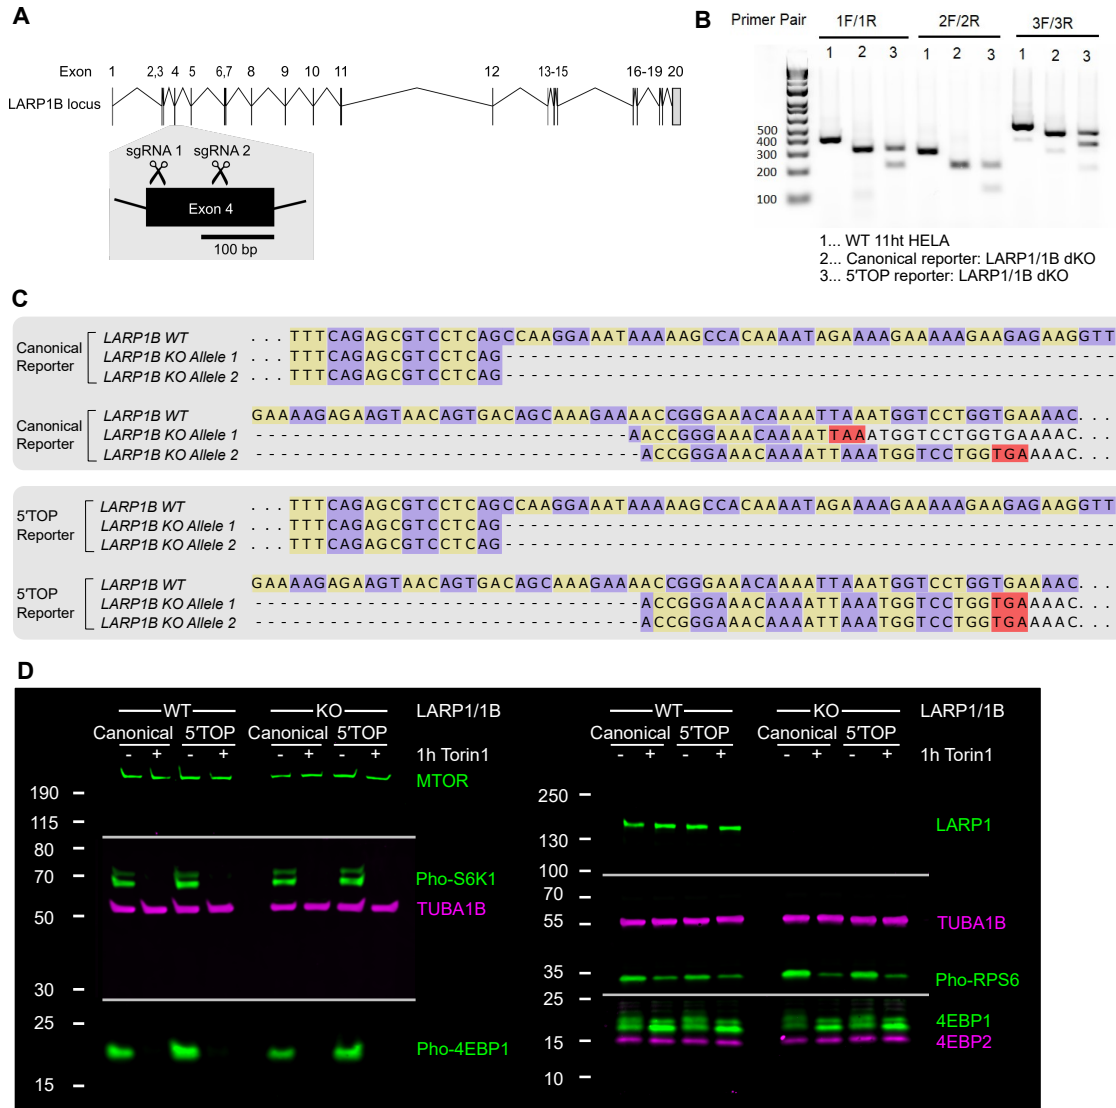 A
Exon 1 2,3 4 5 6,7 8 9 10 11 12 13-15 16-19 20
LARP1B locus
sgRNA 1 sgRNA 2
Exon 4
100 bp
B
Primer Pair 1F/1R 2F/2R 3F/3R
1 2 3 1 2 3 1 2 3
500
400
300
200
100
1... WT 11ht HELA
2... Canonical reporter: LARP1/1B dKO
3... 5'TOP reporter: LARP1/1B dKO
C
Canonical Reporter
LARP1B WT . . . TTTCAGAGCGTCCTCAGCCAAGGAAATAAAAAGCCACAAAATAGAAAAGAAAAAGAAGAGAAGGTT
LARP1B KO Allele 1 . . . TTTCAGAGCGTCCTCAG - - - - - - - - - - - - - - - - - - - - - - - - - - - - - - - - - - - - - - - - - - - - - - - - -
LARP1B KO Allele 2 . . . TTTCAGAGCGTCCTCAG - - - - - - - - - - - - - - - - - - - - - - - - - - - - - - - - - - - - - - - - - - - - - - - - -
Canonical Reporter
LARP1B WT GAAAAGAGAAGTAACAGTGACAGCAAAGAAAACCGGGAAACAAAATTAAATGGTCCTGGTGAAAAC. . .
LARP1B KO Allele 1 - - - - - - - - - - - - - - - - - - - - - - - - - - - - - - AACCGGGAAACAAAATTAAATGGTCCTGGTGAAAAC. . .
LARP1B KO Allele 2 - - - - - - - - - - - - - - - - - - - - - - - - - - - - - - - ACCGGGAAACAAAATTAAATGGTCCTGGTGAAAAC. . .
5'TOP Reporter
LARP1B WT . . . TTTCAGAGCGTCCTCAGCCAAGGAAATAAAAAGCCACAAAATAGAAAAGAAAAAGAAGAGAAGGTT
LARP1B KO Allele 1 . . . TTTCAGAGCGTCCTCAG - - - - - - - - - - - - - - - - - - - - - - - - - - - - - - - - - - - - - - - - - - - - - - - - -
LARP1B KO Allele 2 . . . TTTCAGAGCGTCCTCAG - - - - - - - - - - - - - - - - - - - - - - - - - - - - - - - - - - - - - - - - - - - - - - - - -
5'TOP Reporter
LARP1B WT GAAAAGAGAAGTAACAGTGACAGCAAAGAAAACCGGGAAACAAAATTAAATGGTCCTGGTGAAAAC. . .
LARP1B KO Allele 1 - - - - - - - - - - - - - - - - - - - - - - - - - - - - - - - ACCGGGAAACAAAATTAAATGGTCCTGGTGAAAAC. . .
LARP1B KO Allele 2 - - - - - - - - - - - - - - - - - - - - - - - - - - - - - - - ACCGGGAAACAAAATTAAATGGTCCTGGTGAAAAC. . .
D
WT KO LARP1/1B
Canonical 5'TOP Canonical 5'TOP
- + - + - + - + 1h Torin1
MTOR
190
115
80
70
Pho-S6K1
TUBA1B
50
30
25
Pho-4EBP1
15
WT KO LARP1/1B
Canonical 5'TOP Canonical 5'TOP
- + - + - + - + 1h Torin1
250
LARP1
130
100
70
55
TUBA1B
35
Pho-RPS6
25
4EBP1
15
4EBP2
10